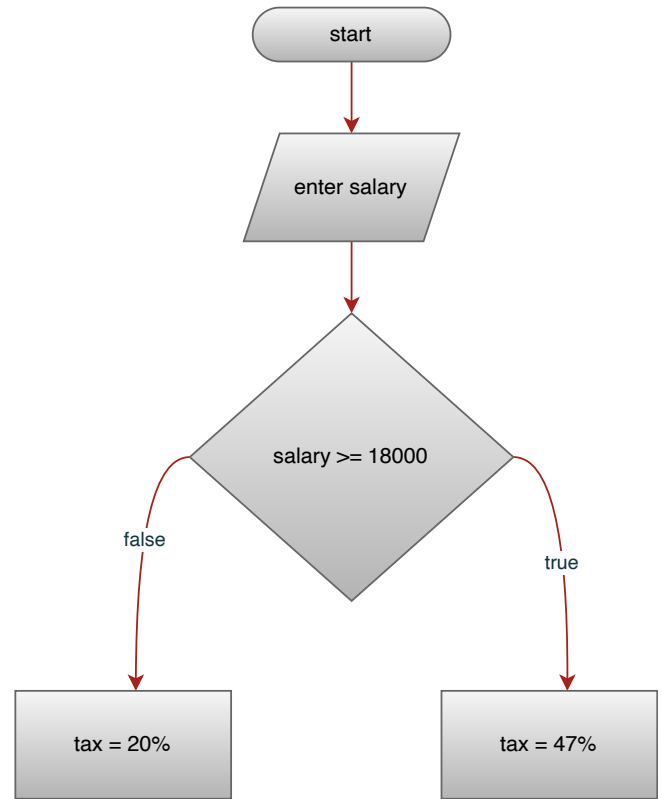 start
enter salary
salary >= 18000
false
true
tax = 20%
tax = 47%